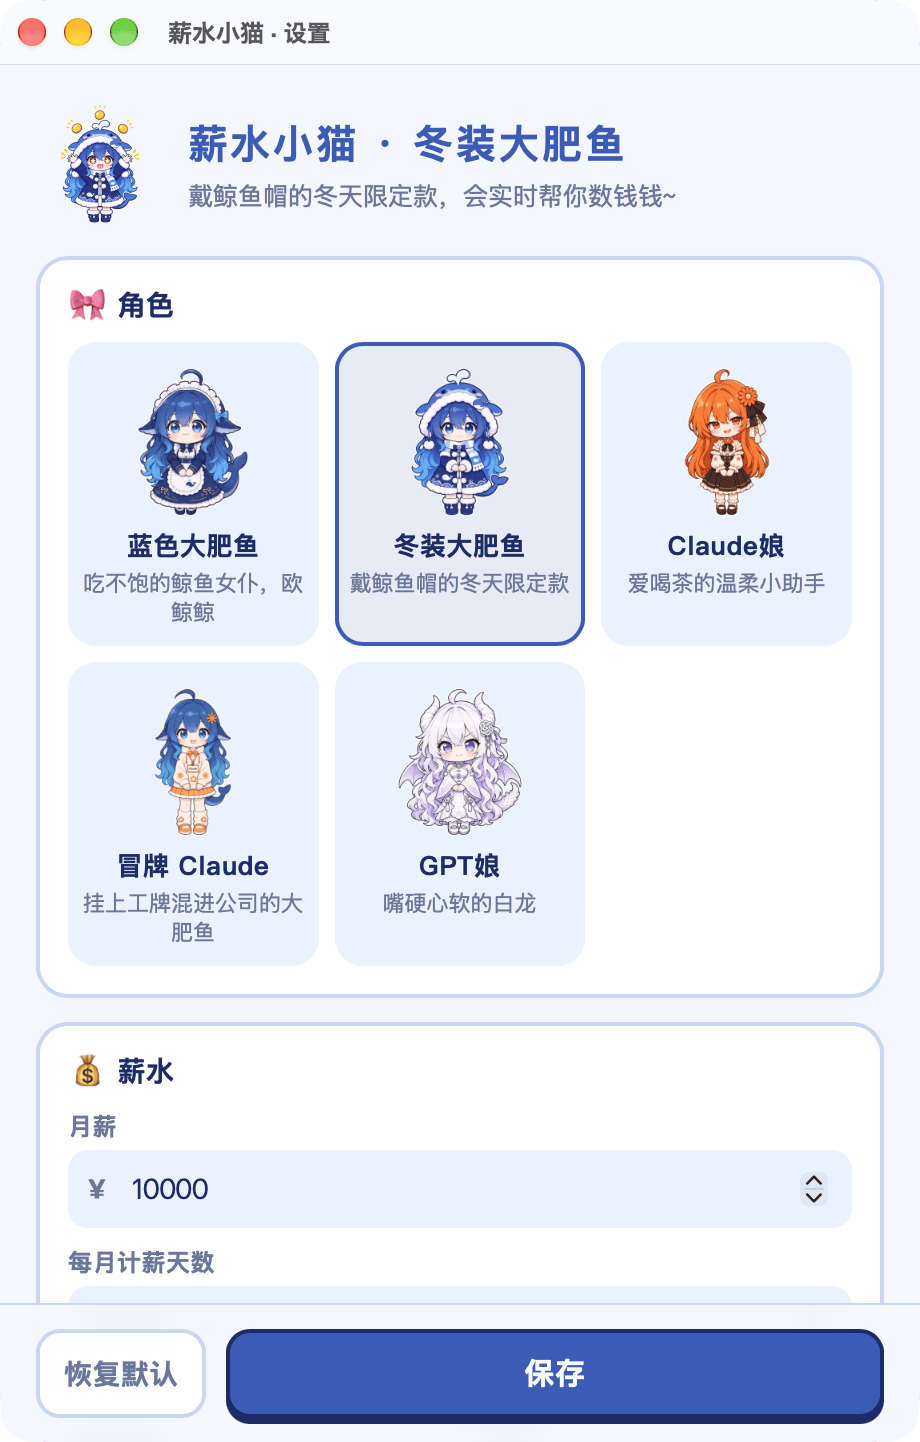 薪水小猫 · 设置
薪水小猫 · 冬装大肥鱼
戴鲸鱼帽的冬天限定款，会实时帮你数钱钱~
角色
蓝色大肥鱼
吃不饱的鲸鱼女仆，欧
鲸鲸
冬装大肥鱼
戴鲸鱼帽的冬天限定款
Claude娘
爱喝茶的温柔小助手
冒牌 Claude
挂上工牌混进公司的大
肥鱼
GPT娘
嘴硬心软的白龙
薪水
月薪
¥ 10000
每月计薪天数
恢复默认
保存